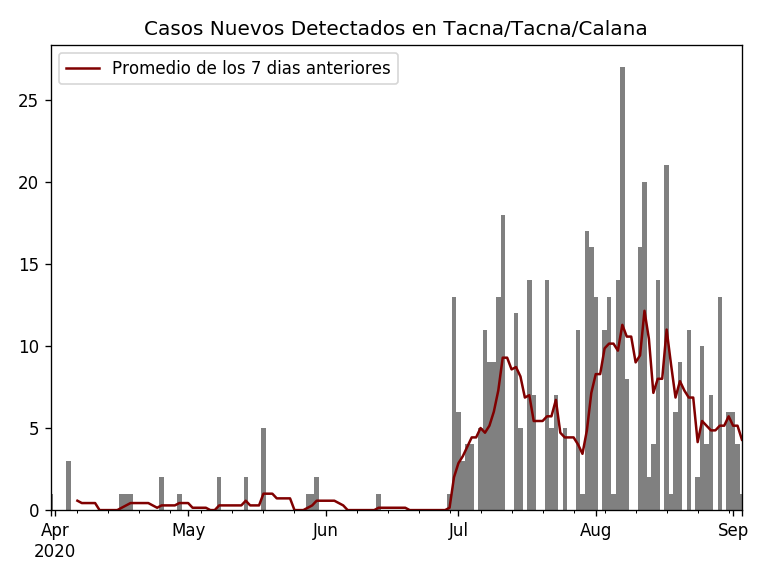 Casos Nuevos Detectados en Tacna/Tacna/Calana
Promedio de los 7 dias anteriores
25
20
15
10
5
0
Apr May Jun Jul Aug Sep
2020